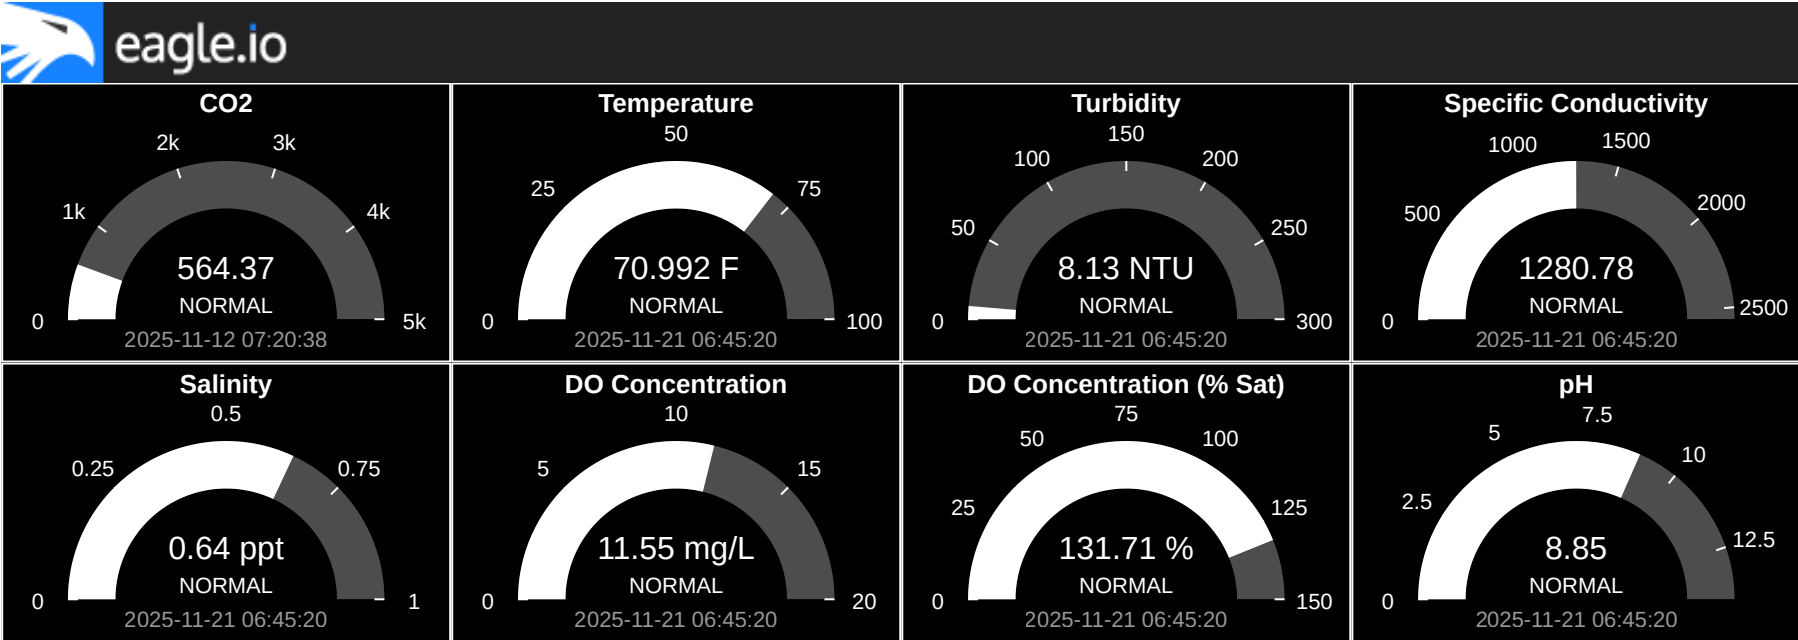 eagle.io
CO2
2k
3k
1k
4k
564.37
NORMAL
0
5k
2025-11-12 07:20:38
Temperature
50
25
75
70.992 F
NORMAL
0
100
2025-11-21 06:45:20
Turbidity
150
100
200
50
250
8.13 NTU
NORMAL
0
300
2025-11-21 06:45:20
Specific Conductivity
1000
1500
500
2000
1280.78
NORMAL
0
2500
2025-11-21 06:45:20
Salinity
0.5
0.25
0.75
0.64 ppt
NORMAL
0
1
2025-11-21 06:45:20
DO Concentration
10
5
15
11.55 mg/L
NORMAL
0
20
2025-11-21 06:45:20
DO Concentration (% Sat)
75
50
100
25
125
131.71 %
NORMAL
0
150
2025-11-21 06:45:20
pH
7.5
5
10
2.5
12.5
8.85
NORMAL
0
2025-11-21 06:45:20